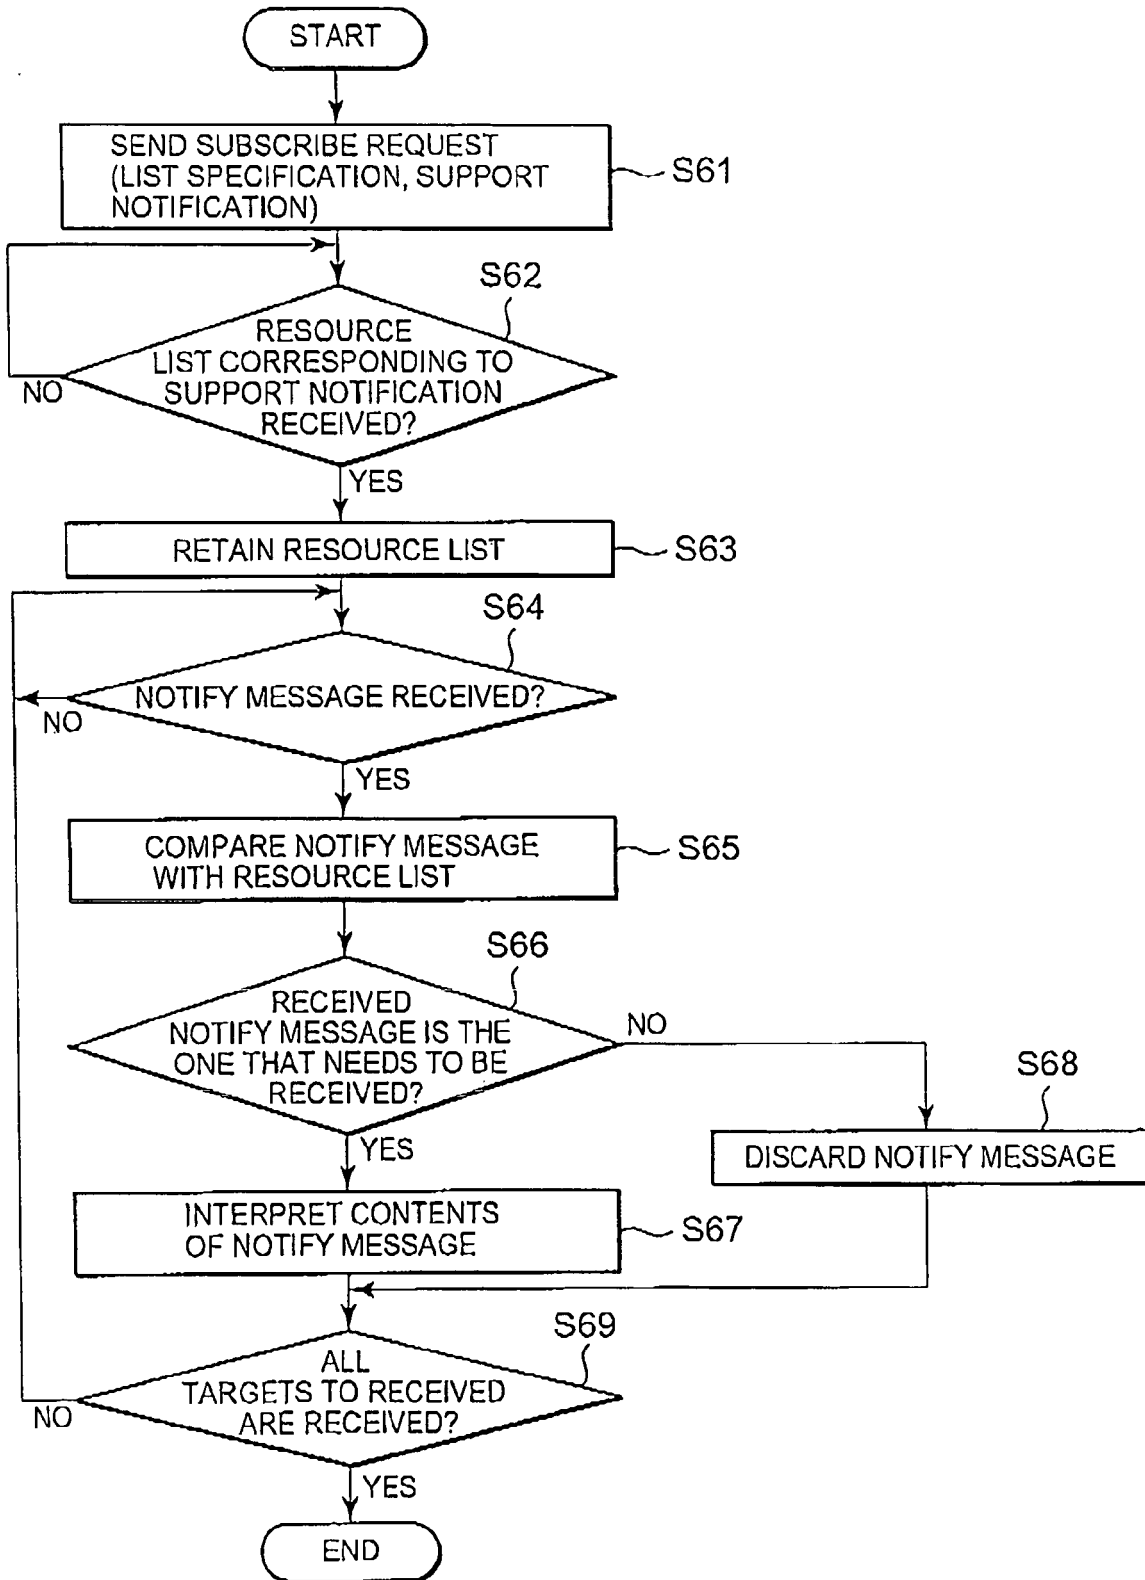 START
SEND SUBSCRIBE REQUEST
(LIST SPECIFICATION, SUPPORT
NOTIFICATION)
S61
S62
RESOURCE
LIST CORRESPONDING TO
SUPPORT NOTIFICATION
RECEIVED?
NO
YES
RETAIN RESOURCE LIST
S63
S64
NOTIFY MESSAGE RECEIVED?
NO
YES
COMPARE NOTIFY MESSAGE
WITH RESOURCE LIST
S65
S66
RECEIVED
NOTIFY MESSAGE IS THE
ONE THAT NEEDS TO BE
RECEIVED?
NO
YES
S68
DISCARD NOTIFY MESSAGE
INTERPRET CONTENTS
OF NOTIFY MESSAGE
S67
S69
ALL
TARGETS TO RECEIVED
ARE RECEIVED?
NO
YES
END